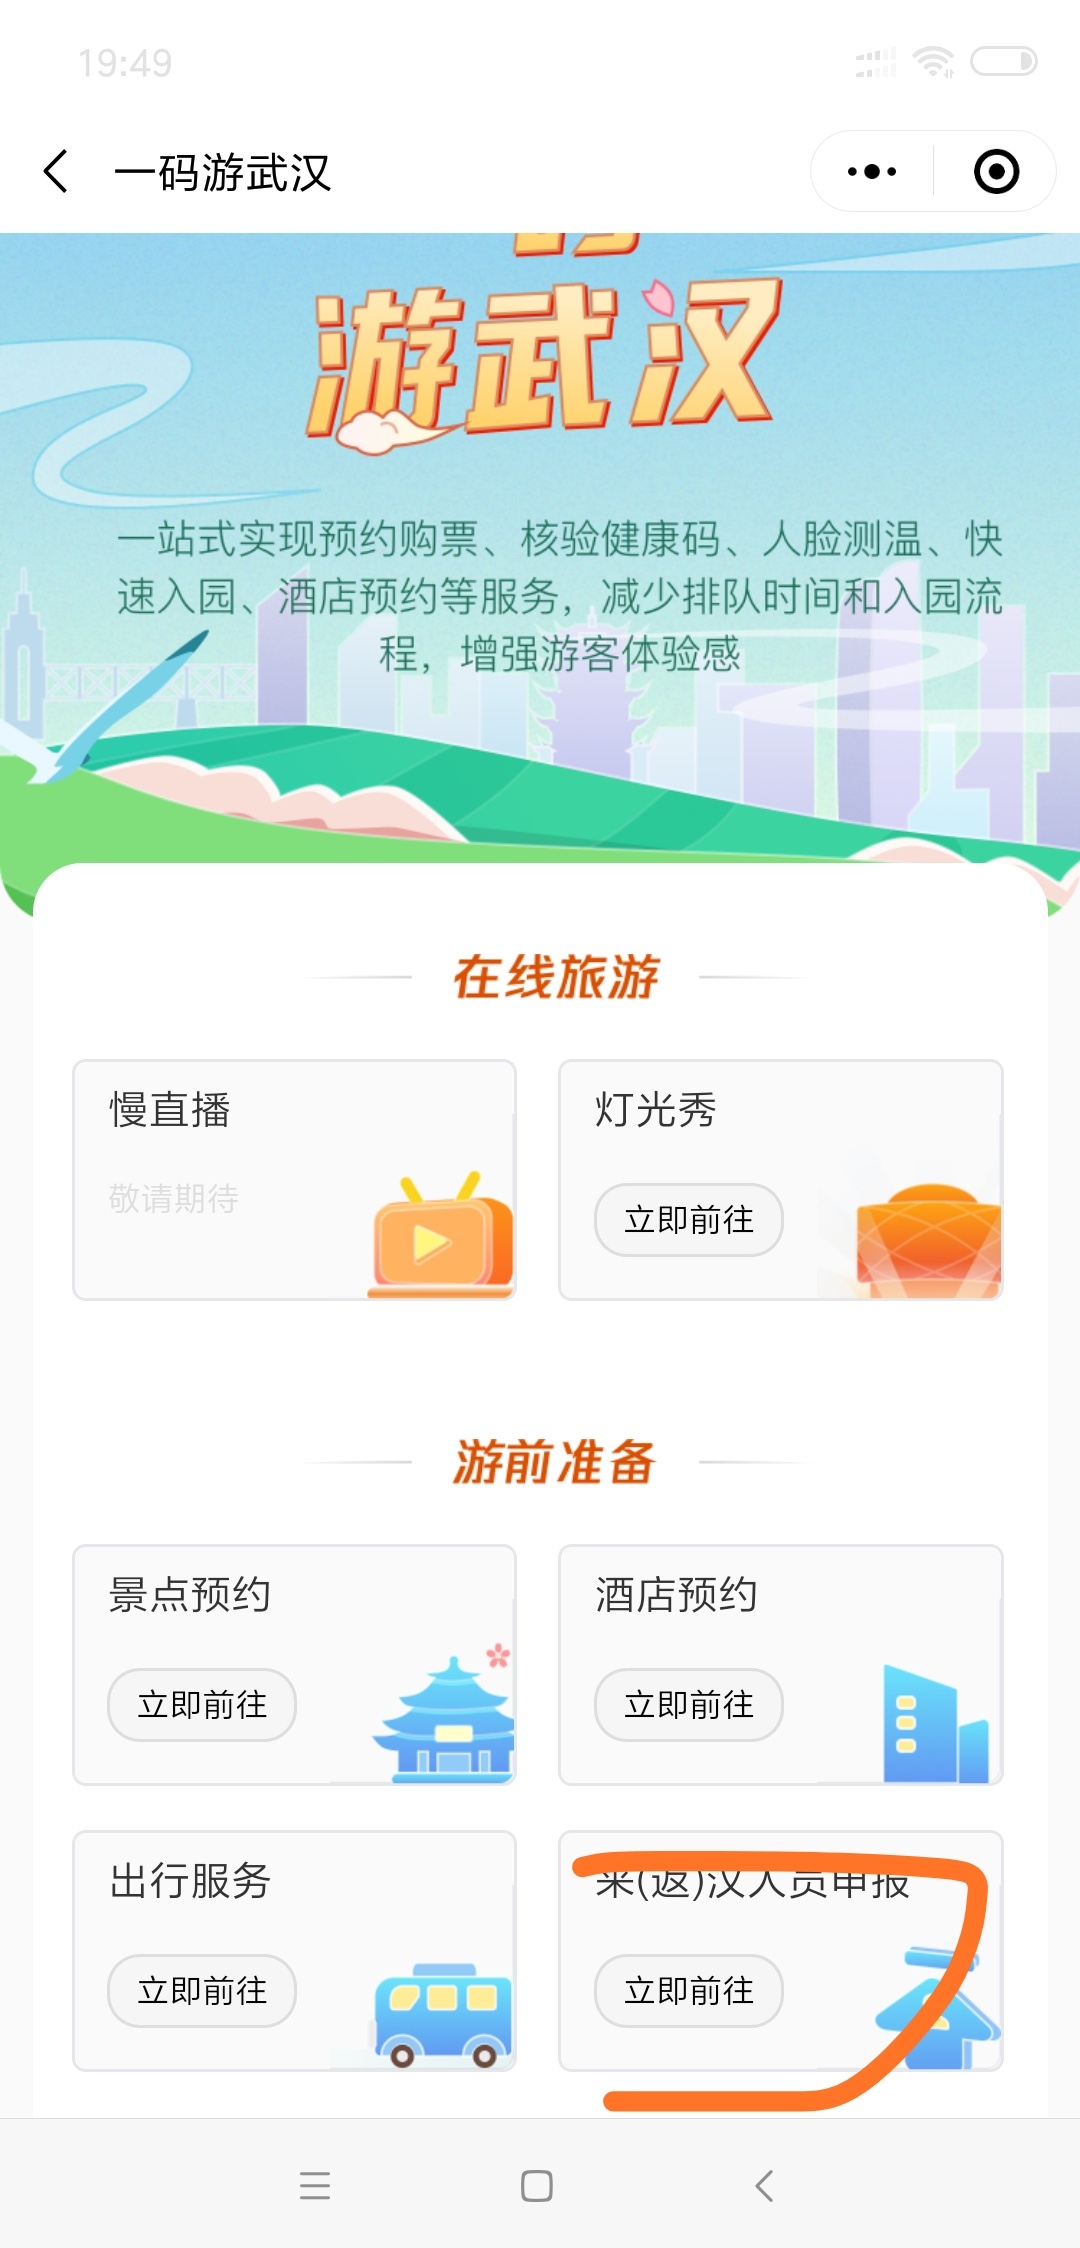 19:49
一码游武汉
游武汉
一站式实现预约购票、核验健康码、人脸测温、快
速入园、酒店预约等服务，减少排队时间和入园流
程，增强游客体验感
在线旅游
慢直播
灯光秀
敬请期待
立即前往
游前准备
景点预约
酒店预约
立即前往
立即前往
出行服务
来(返)汉人员申报
立即前往
立即前往